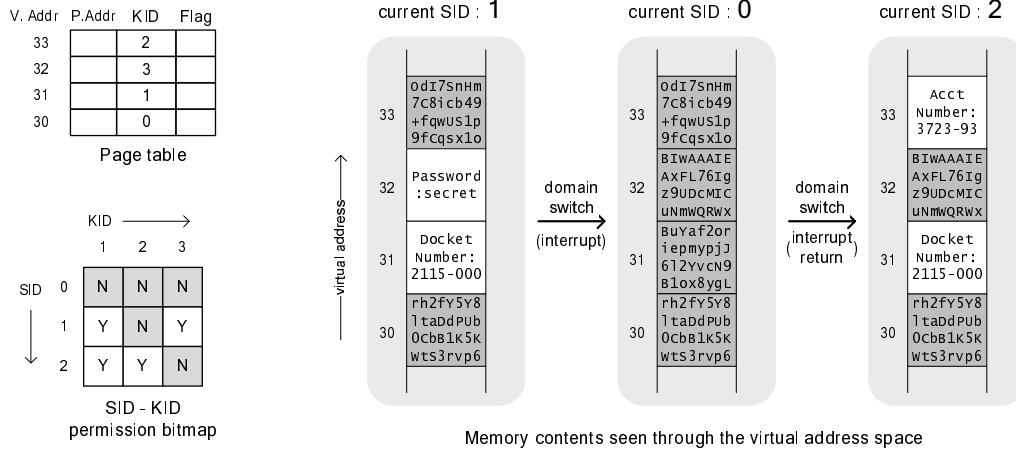 V. Addr P.Addr KID Flag
33 2
32 3
31 1
30 0
Page table
KID
1 2 3
SID
0 N N N
1 Y N Y
2 Y Y N
SID - KID
permission bitmap
virtual address
current SID : 1
33
OdI7SnHm
7C8icb49
+fqwUS1p
9fCqsx1o
32
Password
:secret
31
Docket
Number:
2115-000
30
rh2fY5Y8
ltaDdPUb
OCbB1K5K
WtS3rvp6
domain
switch
(interrupt)
current SID : 0
33
OdI7SnHm
7C8icb49
+fqwUS1p
9fCqsx1o
32
BIwAAAIE
AxFL76Ig
z9UDcMIC
uNmWQRWx
31
BuYaf2or
iepmypjJ
6l2YvcN9
B1ox8ygL
30
rh2fY5Y8
ltaDdPUb
OCbB1K5K
WtS3rvp6
domain
switch
(interrupt
return)
current SID : 2
33
Acct
Number:
3723-93
32
BIwAAAIE
AxFL76Ig
z9UDcMIC
uNmWQRWx
31
Docket
Number:
2115-000
30
rh2fY5Y8
ltaDdPUb
OCbB1K5K
WtS3rvp6
Memory contents seen through the virtual address space